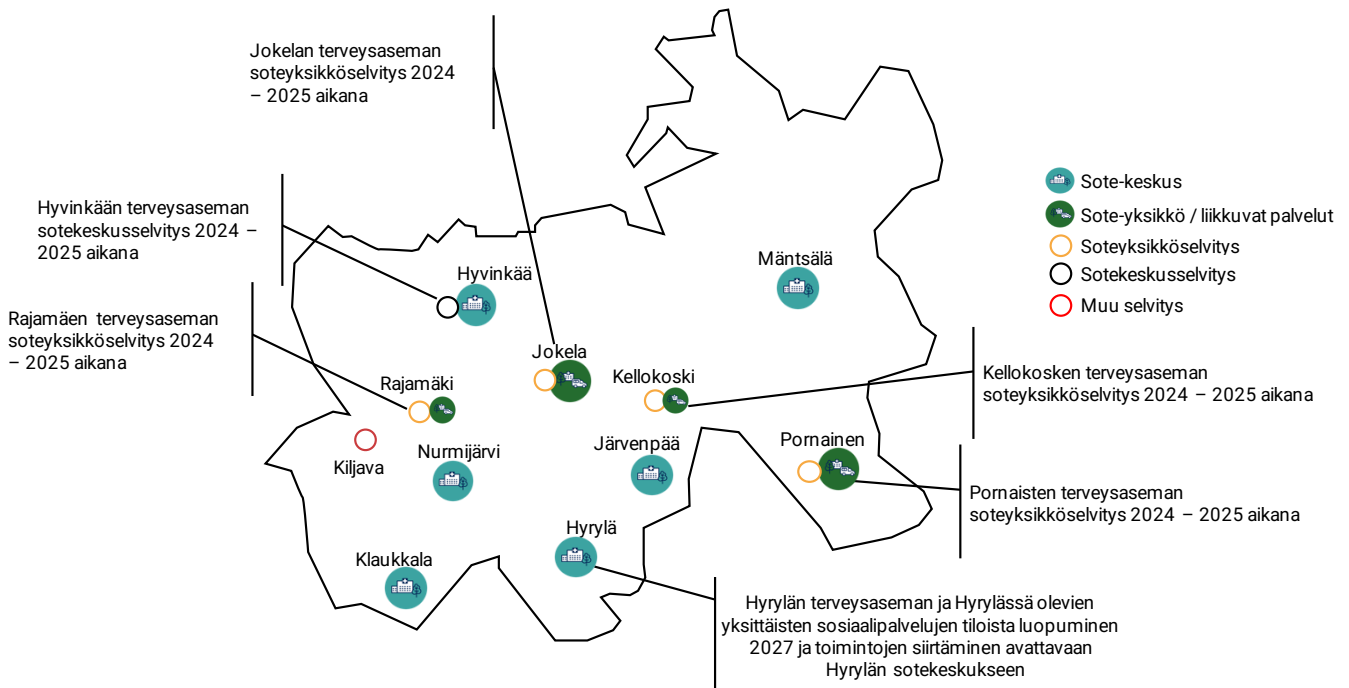 Jokelan terveysaseman
soteyksikköselvitys 2024
– 2025 aikana
Hyvinkään terveysaseman
sotekeskusselvitys 2024 –
2025 aikana
Rajamäen terveysaseman
soteyksikköselvitys 2024
– 2025 aikana
Hyvinkää
Mäntsälä
Jokela
Kellokoski
Rajamäki
Kiljava
Nurmijärvi
Järvenpää
Pornainen
Hyrylä
Klaukkala
Sote-keskus
Sote-yksikkö / liikkuvat palvelut
Soteyksikköselvitys
Sotekeskusselvitys
Muu selvitys
Kellokosken terveysaseman
soteyksikköselvitys 2024 – 2025 aikana
Pornaisten terveysaseman
soteyksikköselvitys 2024 – 2025 aikana
Hyrylän terveysaseman ja Hyrylässä olevien
yksittäisten sosiaalipalvelujen tiloista luopuminen
2027 ja toimintojen siirtäminen avattavaan
Hyrylän sotekeskukseen